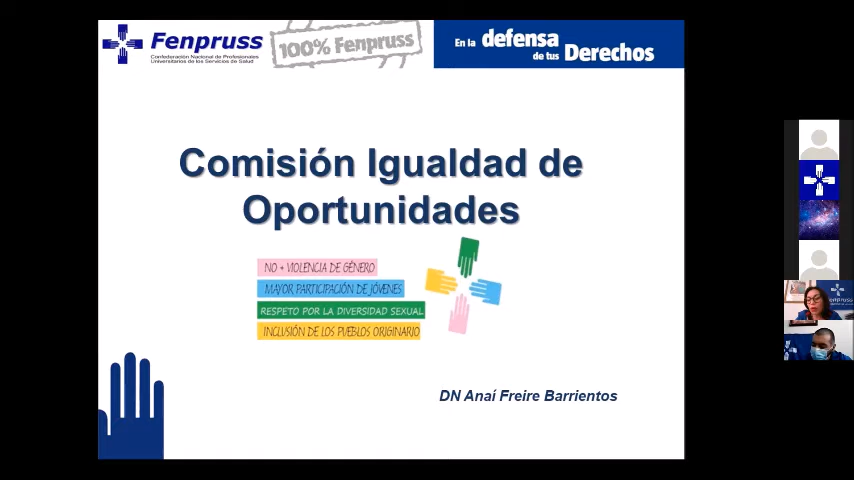 Fenpruss
Confederación Nacional de Profesionales
Universitarios de los Servicios de Salud
100% Fenpruss
En la defensa
de tus Derechos
Comisión Igualdad de
Oportunidades
NO + VIOLENCIA DE GÉNERO
MAYOR PARTICIPACIÓN DE JÓVENES
RESPETO POR LA DIVERSIDAD SEXUAL
INCLUSIÓN DE LOS PUEBLOS ORIGINARIO
DN Anaí Freire Barrientos